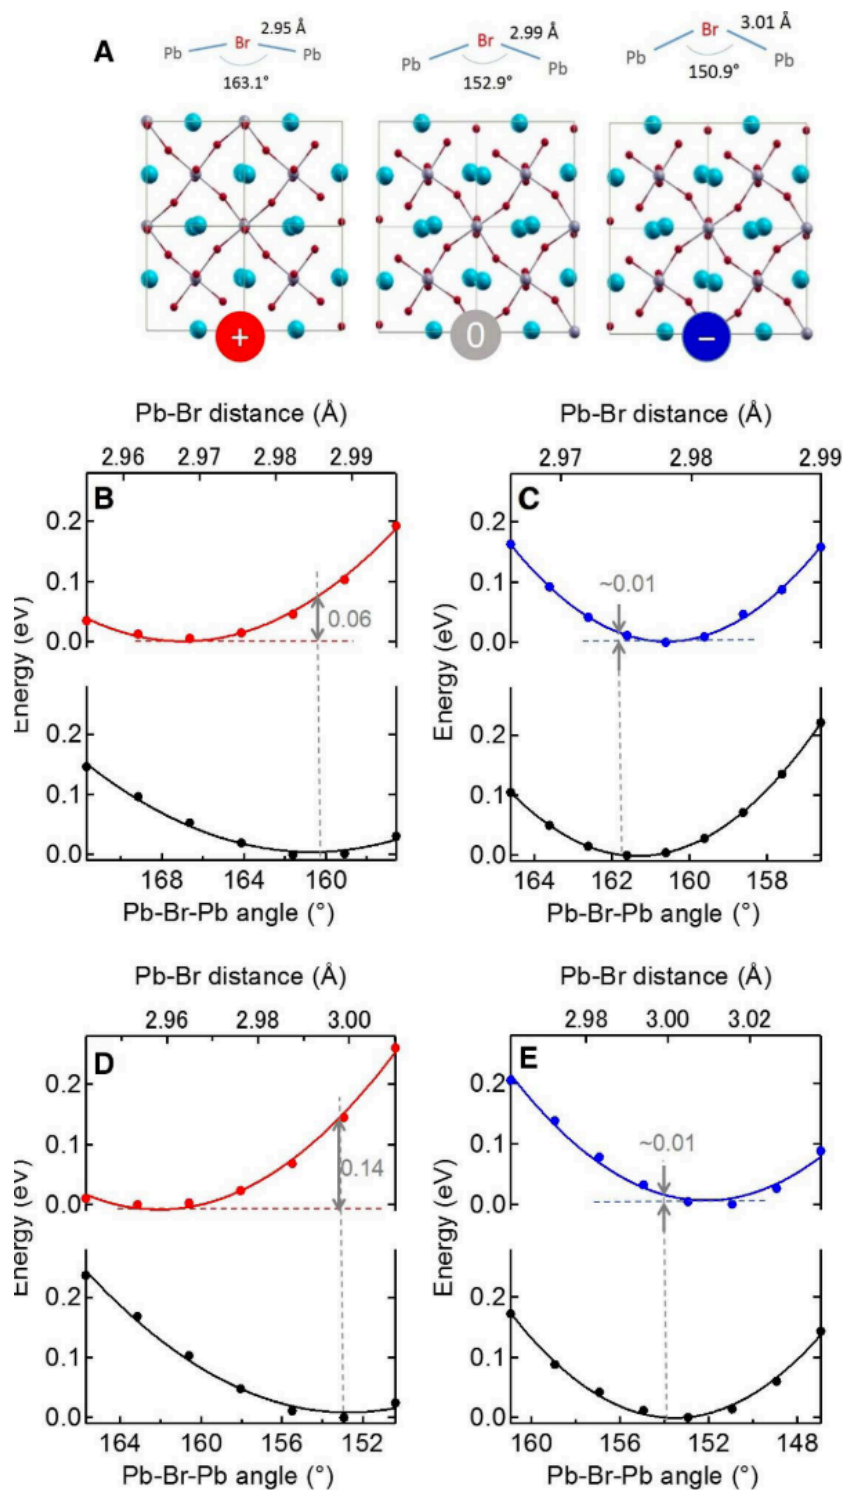 A
Pb Br Pb 2.95 Å
163.1°
Pb Br Pb 2.99 Å
152.9°
Pb Br Pb 3.01 Å
150.9°
+ 0 −
Pb-Br distance (Å)
2.96 2.97 2.98 2.99
B
0.2
0.1
0.0
0.06
Energy (eV)
0.2
0.1
0.0
168 164 160
Pb-Br-Pb angle (°)
Pb-Br distance (Å)
2.97 2.98 2.99
C
0.2
0.1
0.0
~0.01
Energy (eV)
0.2
0.1
0.0
164 162 160 158
Pb-Br-Pb angle (°)
Pb-Br distance (Å)
2.96 2.98 3.00
D
0.2
0.1
0.0
0.14
Energy (eV)
0.2
0.1
0.0
164 160 156 152
Pb-Br-Pb angle (°)
Pb-Br distance (Å)
2.98 3.00 3.02
E
0.2
0.1
0.0
~0.01
Energy (eV)
0.2
0.1
0.0
160 156 152 148
Pb-Br-Pb angle (°)